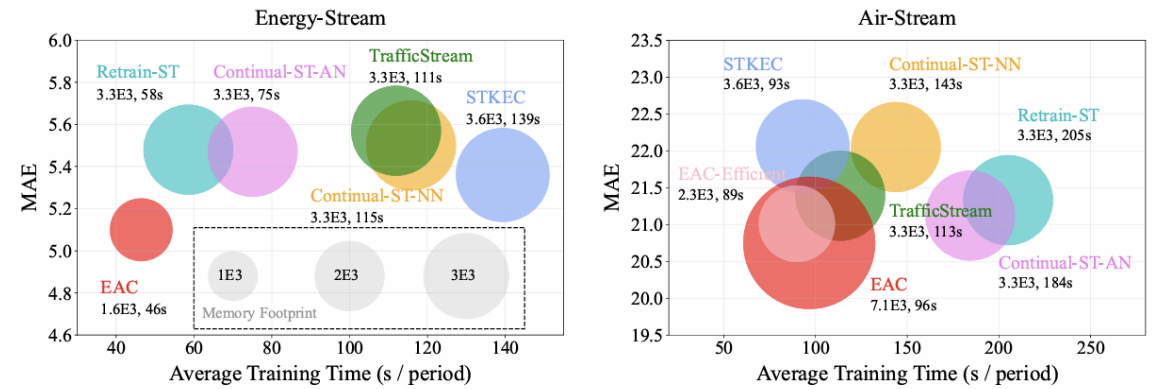 Energy-Stream
MAE
6.0
5.8
5.6
5.4
5.2
5.0
4.8
4.6
Retrain-ST
3.3E3, 58s
Continual-ST-AN
3.3E3, 75s
TrafficStream
3.3E3, 111s
STKEC
3.6E3, 139s
Continual-ST-NN
3.3E3, 115s
EAC
1.6E3, 46s
1E3
2E3
3E3
Memory Footprint
40
60
80
100
120
140
Average Training Time (s / period)
Air-Stream
MAE
23.5
23.0
22.5
22.0
21.5
21.0
20.5
20.0
19.5
STKEC
3.6E3, 93s
Continual-ST-NN
3.3E3, 143s
Retrain-ST
3.3E3, 205s
EAC-Efficient
2.3E3, 89s
TrafficStream
3.3E3, 113s
Continual-ST-AN
3.3E3, 184s
EAC
7.1E3, 96s
50
100
150
200
250
Average Training Time (s / period)